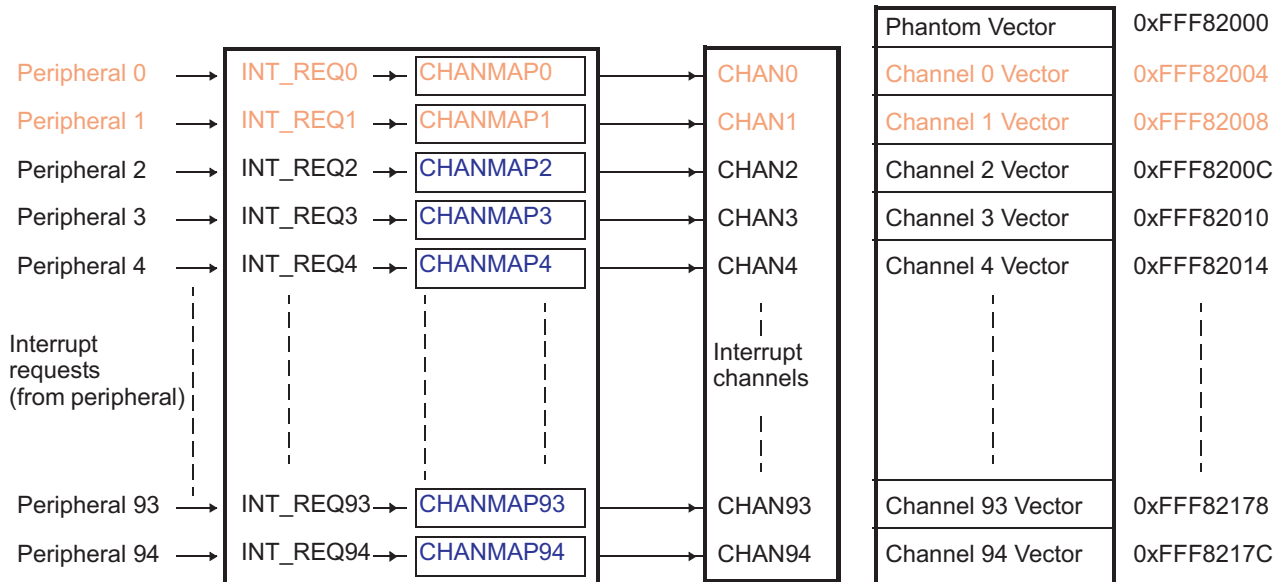 Phantom Vector 0xFFF82000
Peripheral 0 INT_REQ0 CHANMAP0 CHAN0 Channel 0 Vector 0xFFF82004
Peripheral 1 INT_REQ1 CHANMAP1 CHAN1 Channel 1 Vector 0xFFF82008
Peripheral 2 INT_REQ2 CHANMAP2 CHAN2 Channel 2 Vector 0xFFF8200C
Peripheral 3 INT_REQ3 CHANMAP3 CHAN3 Channel 3 Vector 0xFFF82010
Peripheral 4 INT_REQ4 CHANMAP4 CHAN4 Channel 4 Vector 0xFFF82014
Interrupt
requests
(from peripheral)
Interrupt
channels
Peripheral 93 INT_REQ93 CHANMAP93 CHAN93 Channel 93 Vector 0xFFF82178
Peripheral 94 INT_REQ94 CHANMAP94 CHAN94 Channel 94 Vector 0xFFF8217C